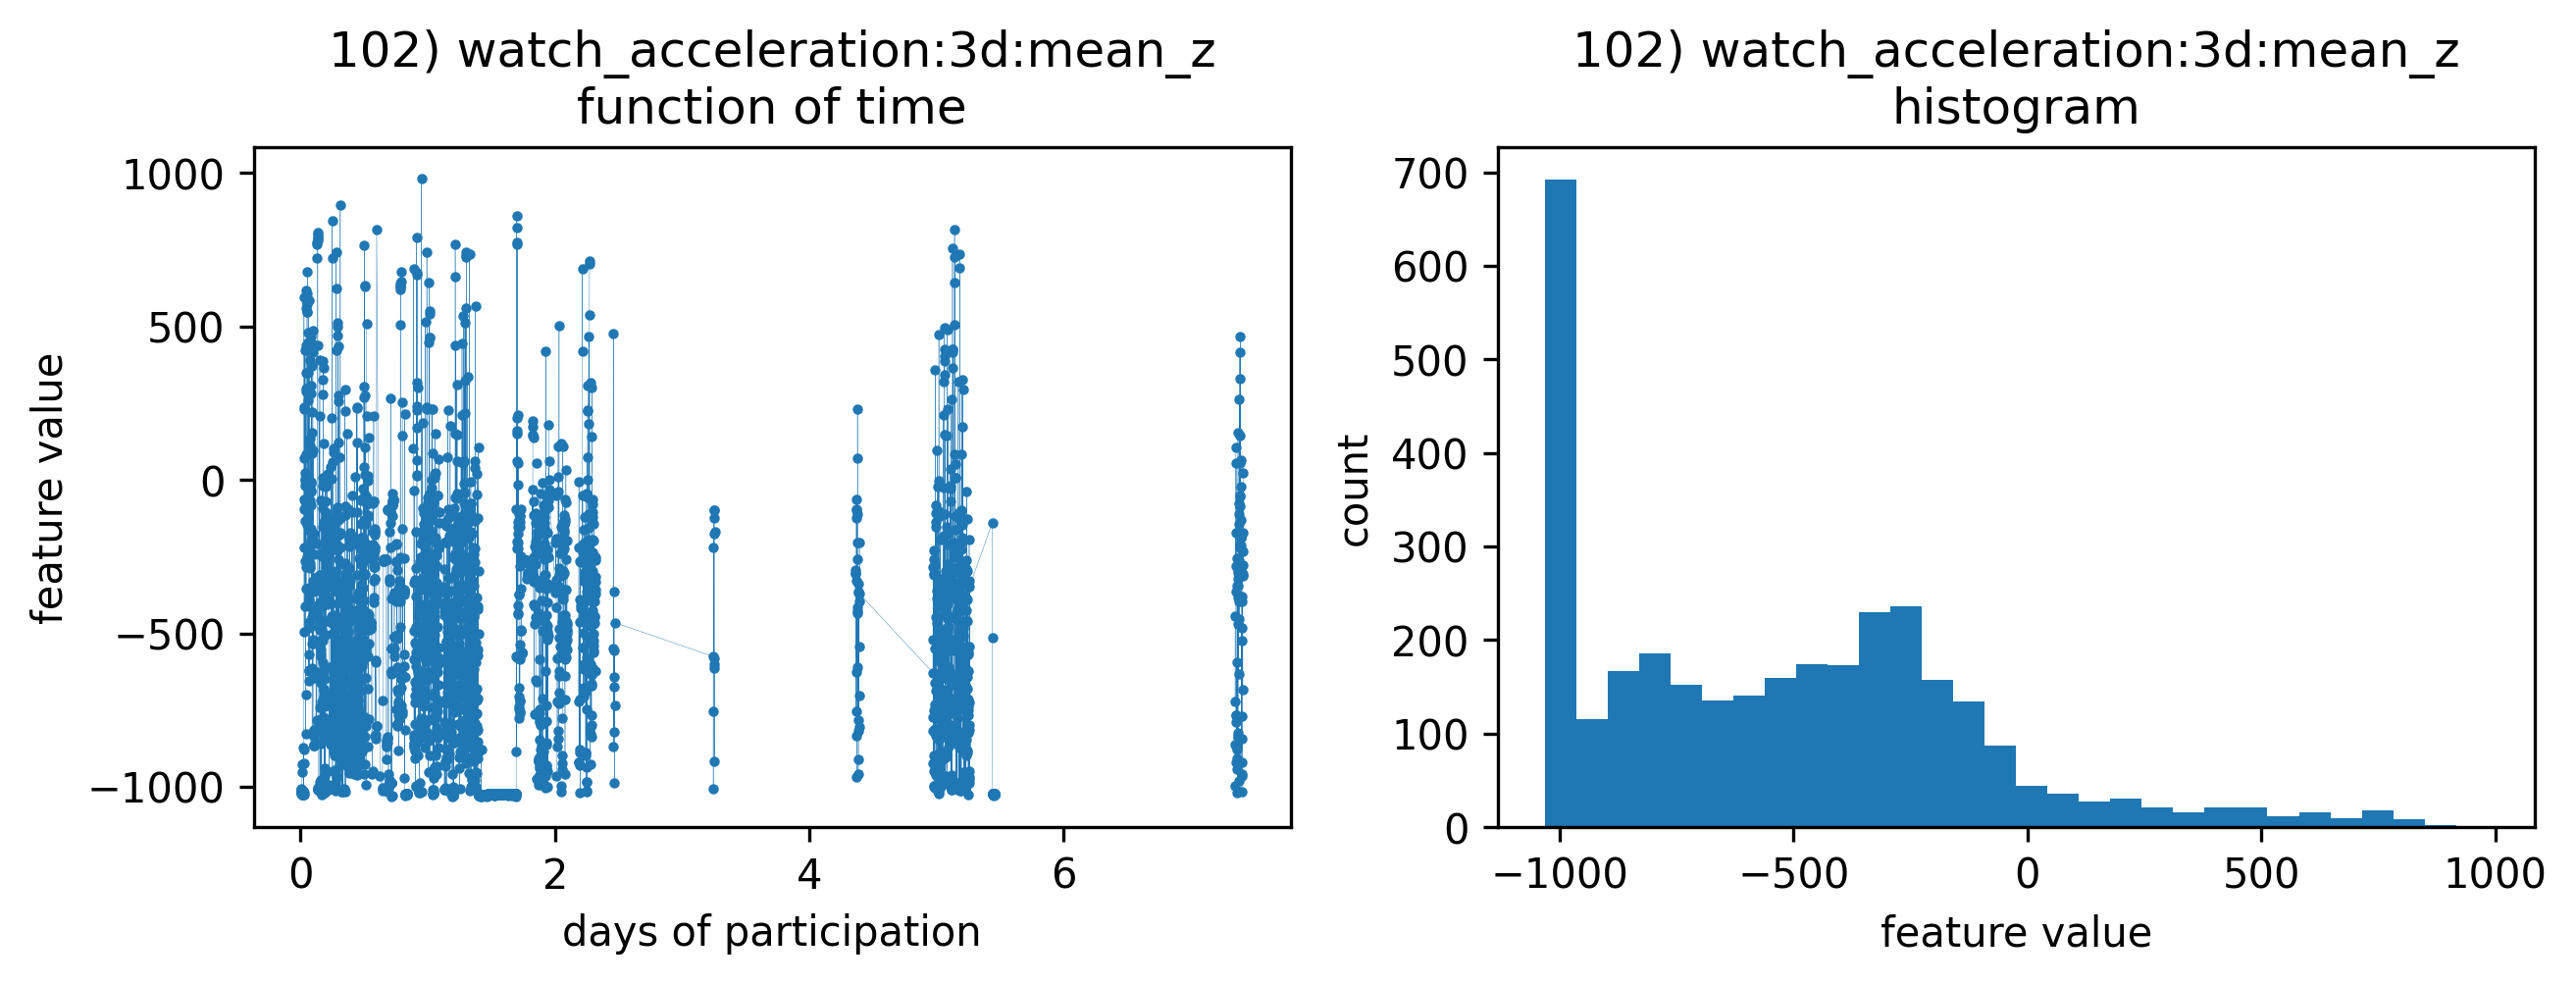 102) watch_acceleration:3d:mean_z
function of time
1000
500
0
−500
−1000
feature value
0
2
4
6
days of participation
102) watch_acceleration:3d:mean_z
histogram
700
600
500
400
300
200
100
0
count
−1000
−500
0
500
1000
feature value